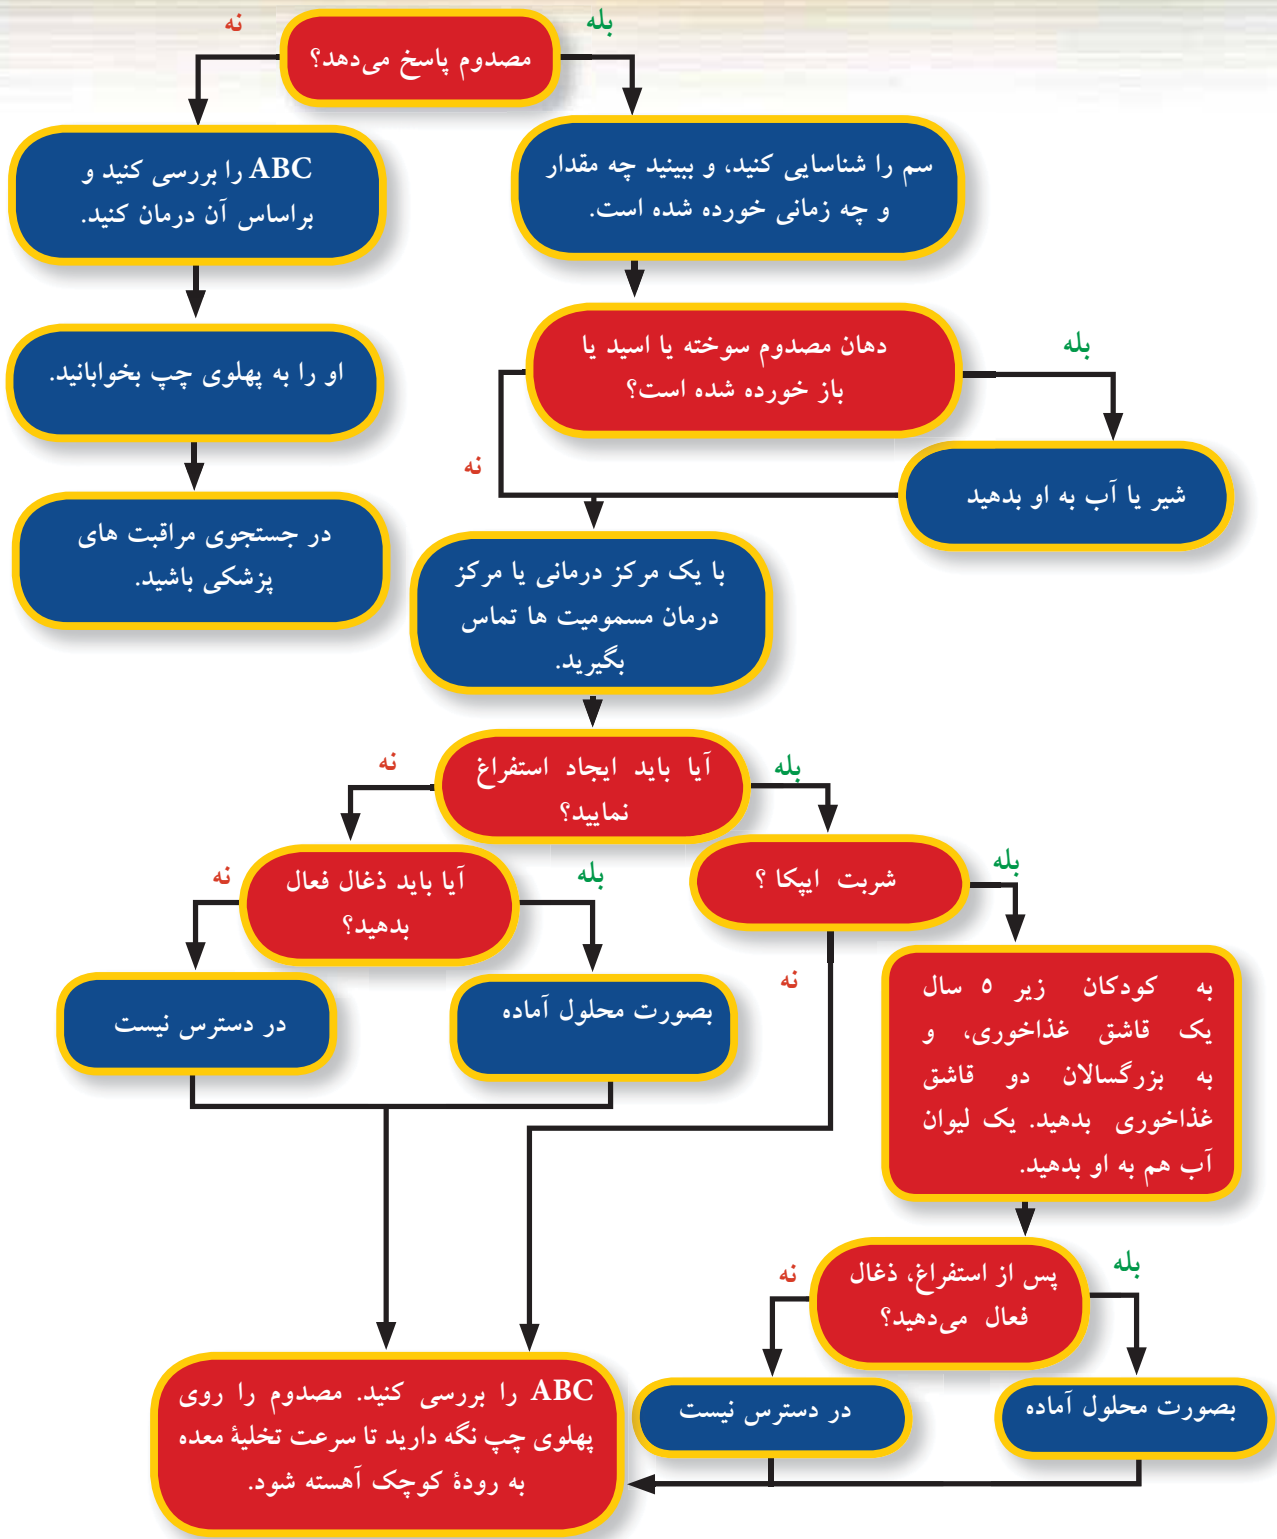 نه
بله
مصدوم پاسخ می‌دهد؟
ABC را بررسی کنید و
براساس آن درمان کنید.
سم را شناسایی کنید، و ببینید چه مقدار
و چه زمانی خورده شده است.
او را به پهلوی چپ بخوابانید.
دهان مصدوم سوخته یا اسید یا
باز خورده شده است؟
بله
نه
شیر یا آب به او بدهید
در جستجوی مراقبت های
پزشکی باشید.
با یک مرکز درمانی یا مرکز
درمان مسمومیت ها تماس
بگیرید.
آیا باید ایجاد استفراغ
نمایید؟
نه
بله
آیا باید ذغال فعال
بدهید؟
نه
بله
شربت ایپکا ؟
بله
نه
در دسترس نیست
بصورت محلول آماده
به کودکان زیر ۵ سال
یک قاشق غذاخوری، و
به بزرگسالان دو قاشق
غذاخوری بدهید. یک لیوان
آب هم به او بدهید.
پس از استفراغ، ذغال
فعال می‌دهید؟
نه
بله
در دسترس نیست
بصورت محلول آماده
ABC را بررسی کنید. مصدوم را روی
پهلوی چپ نگه دارید تا سرعت تخلیۀ معده
به رودۀ کوچک آهسته شود.